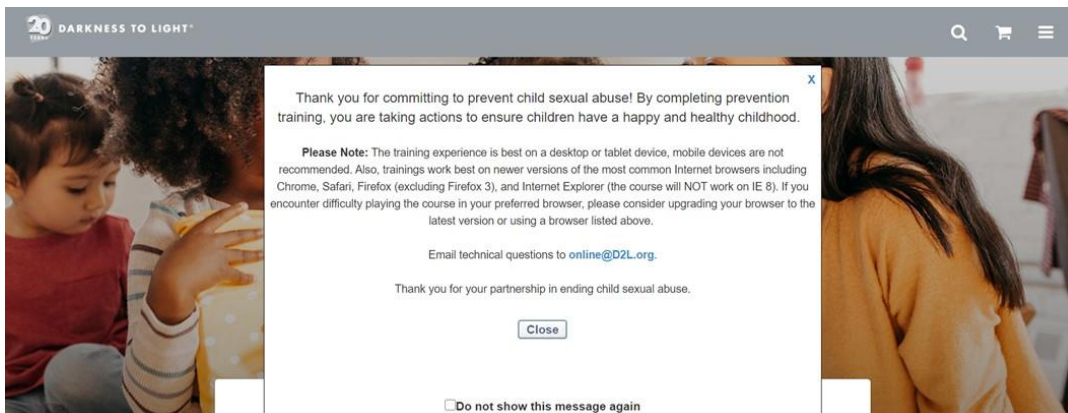 20 YEARS DARKNESS TO LIGHT®
X
Thank you for committing to prevent child sexual abuse! By completing prevention
training, you are taking actions to ensure children have a happy and healthy childhood.
Please Note: The training experience is best on a desktop or tablet device, mobile devices are not
recommended. Also, trainings work best on newer versions of the most common Internet browsers including
Chrome, Safari, Firefox (excluding Firefox 3), and Internet Explorer (the course will NOT work on IE 8). If you
encounter difficulty playing the course in your preferred browser, please consider upgrading your browser to the
latest version or using a browser listed above.
Email technical questions to online@D2L.org.
Thank you for your partnership in ending child sexual abuse.
Close
Do not show this message again